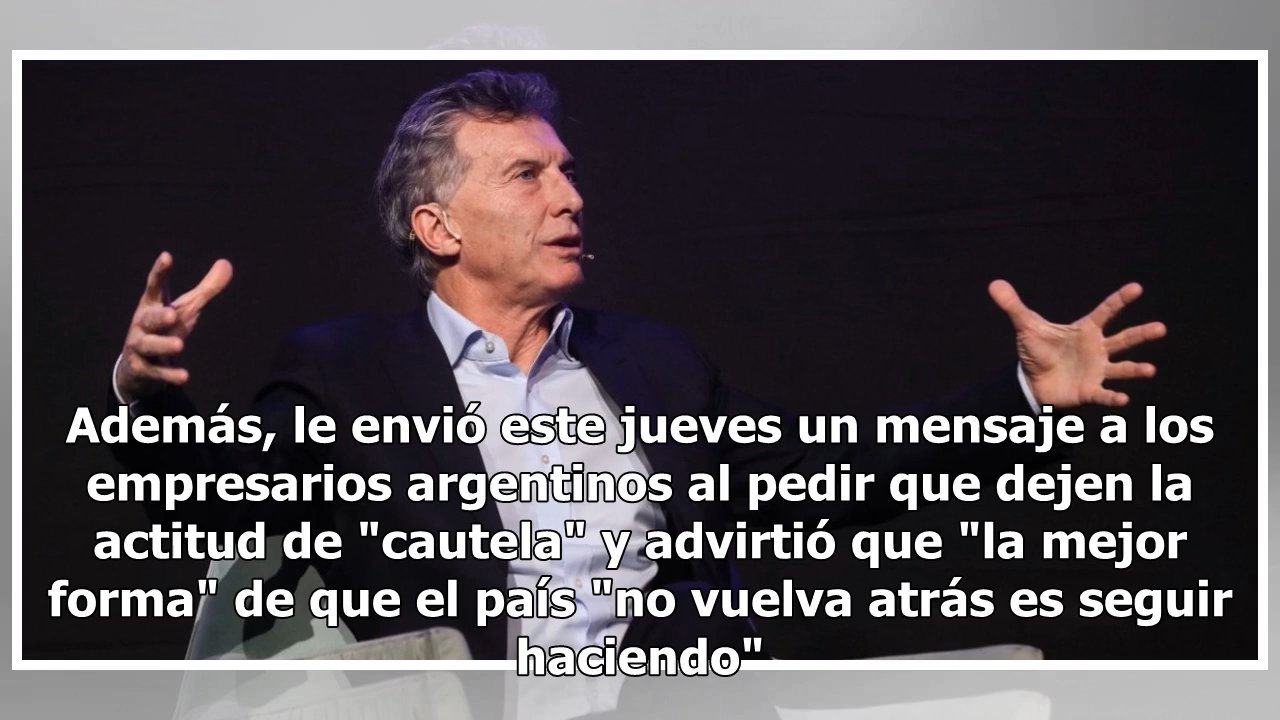 Además, le envió este jueves un mensaje a los
empresarios argentinos al pedir que dejen la
actitud de "cautela" y advirtió que "la mejor
forma" de que el país "no vuelva atrás es seguir
haciendo"